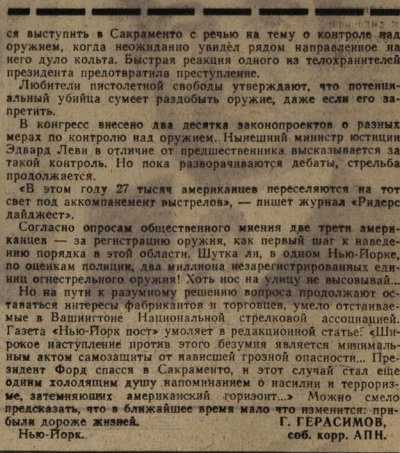 ся выступить в Сакраменто с речью на тему о контроле над
оружием, когда неожиданно увидел рядом направленное на
него дуло кольта. Быстрая реакция одного из телохранителей
президента предотвратила преступление.
Любители пистолетной свободы утверждают, что потенци-
альный убийца сумеет раздобыть оружие, даже если его за-
претить.
В конгресс внесено два десятка законопроектов о разных
мерах по контролю над оружием. Нынешний министр юстиции
Эдвард Леви в отличие от предшественника высказывается за
такой контроль. Но пока разворачиваются дебаты, стрельба
продолжается.
«В этом году 27 тысяч американцев переселяются на тот
свет под аккомпанемент выстрелов», — пишет журнал «Ридерс
дайджест».
Согласно опросам общественного мнения две трети амери-
канцев — за регистрацию оружия, как первый шаг к наведе-
нию порядка в этой области. Шутка ли, в одном Нью-Йорке,
по оценкам полиции, два миллиона незарегистрированных еди-
ниц огнестрельного оружия! Хоть нос на улицу не высовывай...
Но на пути к разумному решению вопроса продолжают ос-
таваться интересы фабрикантов и торговцев, умело отстаивае-
мые в Вашингтоне Национальной стрелковой ассоциацией.
Газета «Нью-Йорк пост» умоляет в редакционной статье: «Ши-
рокое наступление против этого безумия является минималь-
ным актом самозащиты от нависшей грозной опасности... Пре-
зидент Форд спасся в Сакраменто, и этот случай стал еще
одним холодящим душу напоминанием о насилии и террориз-
ме, затемняющих американский горизонт...» Можно смело
предсказать, что в ближайшее время мало что изменится: при-
были дороже жизней. Г. ГЕРАСИМОВ,
Нью-Йорк. соб. корр. АПН.